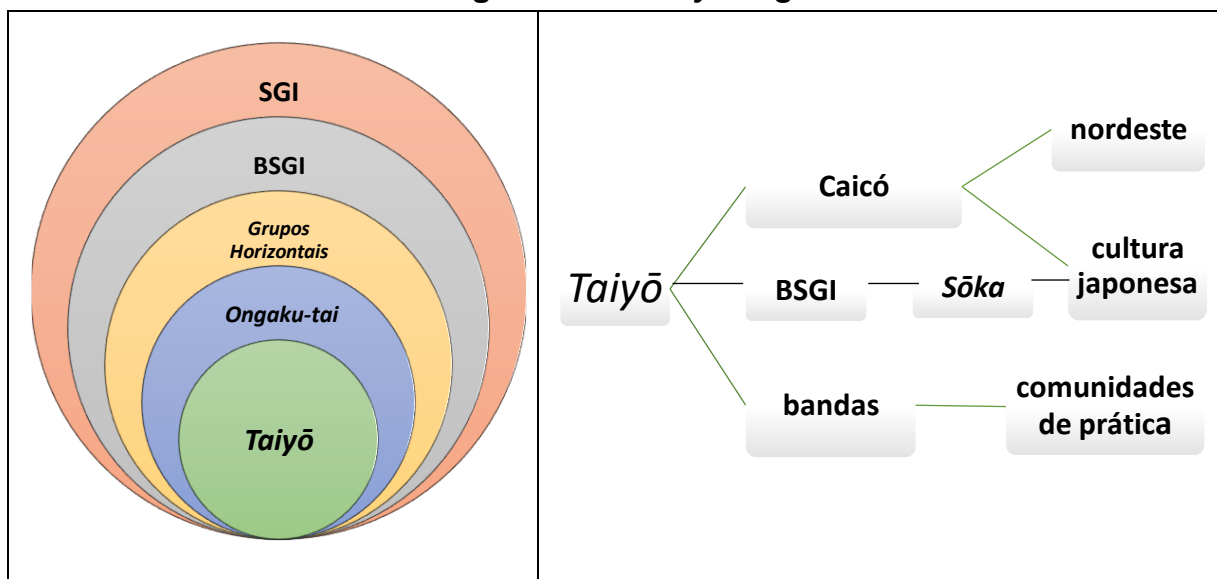 SGI
BSGI
Grupos
Horizontais
Ongaku-tai
Taiyō
nordeste
Caicó
cultura
japonesa
Taiyō
BSGI
Sōka
bandas
comunidades
de prática